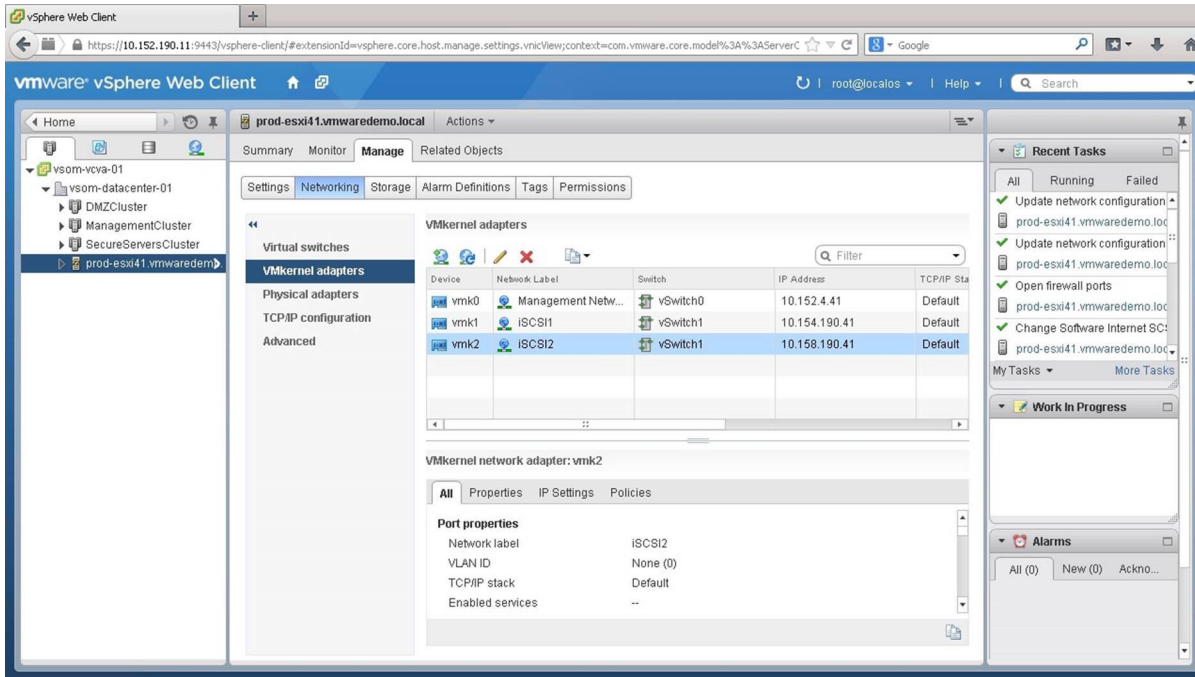 vSphere Web Client
https://10.152.190.11:9443/vsphere-client/#extensionId=vsphere.core.host.manage.settings.vnicView;context=com.vmware.core.model%3A%3AServerC
Google
vmware® vSphere Web Client
root@localos
Help
Search
Home
vsom-vcva-01
vsom-datacenter-01
DMZCluster
ManagementCluster
SecureServersCluster
prod-esxi41.vmwaredem
prod-esxi41.vmwaredemo.local Actions
Summary Monitor Manage Related Objects
Settings Networking Storage Alarm Definitions Tags Permissions
Virtual switches
VMkernel adapters
Physical adapters
TCP/IP configuration
Advanced
VMkernel adapters
Filter
Device Network Label Switch IP Address TCP/IP Sta
vmk0 Management Netw... vSwitch0 10.152.4.41 Default
vmk1 iSCSI1 vSwitch1 10.154.190.41 Default
vmk2 iSCSI2 vSwitch1 10.158.190.41 Default
VMkernel network adapter: vmk2
All Properties IP Settings Policies
Port properties
Network label iSCSI2
VLAN ID None (0)
TCP/IP stack Default
Enabled services --
Recent Tasks
All Running Failed
Update network configuration
prod-esxi41.vmwaredemo.loc
Update network configuration
prod-esxi41.vmwaredemo.loc
Open firewall ports
prod-esxi41.vmwaredemo.loc
Change Software Internet SCS
prod-esxi41.vmwaredemo.loc
My Tasks More Tasks
Work In Progress
Alarms
All (0) New (0) Ackno...